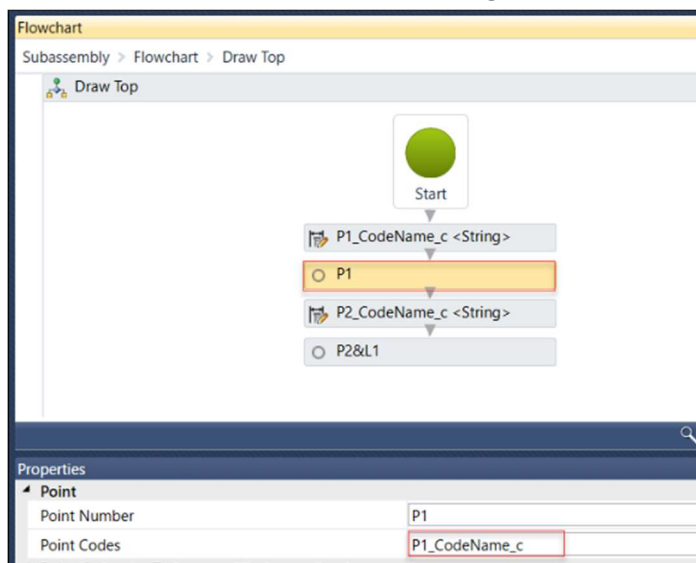 Flowchart
Subassembly > Flowchart > Draw Top
Draw Top
Start
P1_CodeName_c <String>
P1
P2_CodeName_c <String>
P2&L1
Properties
Point
Point Number P1
Point Codes P1_CodeName_c